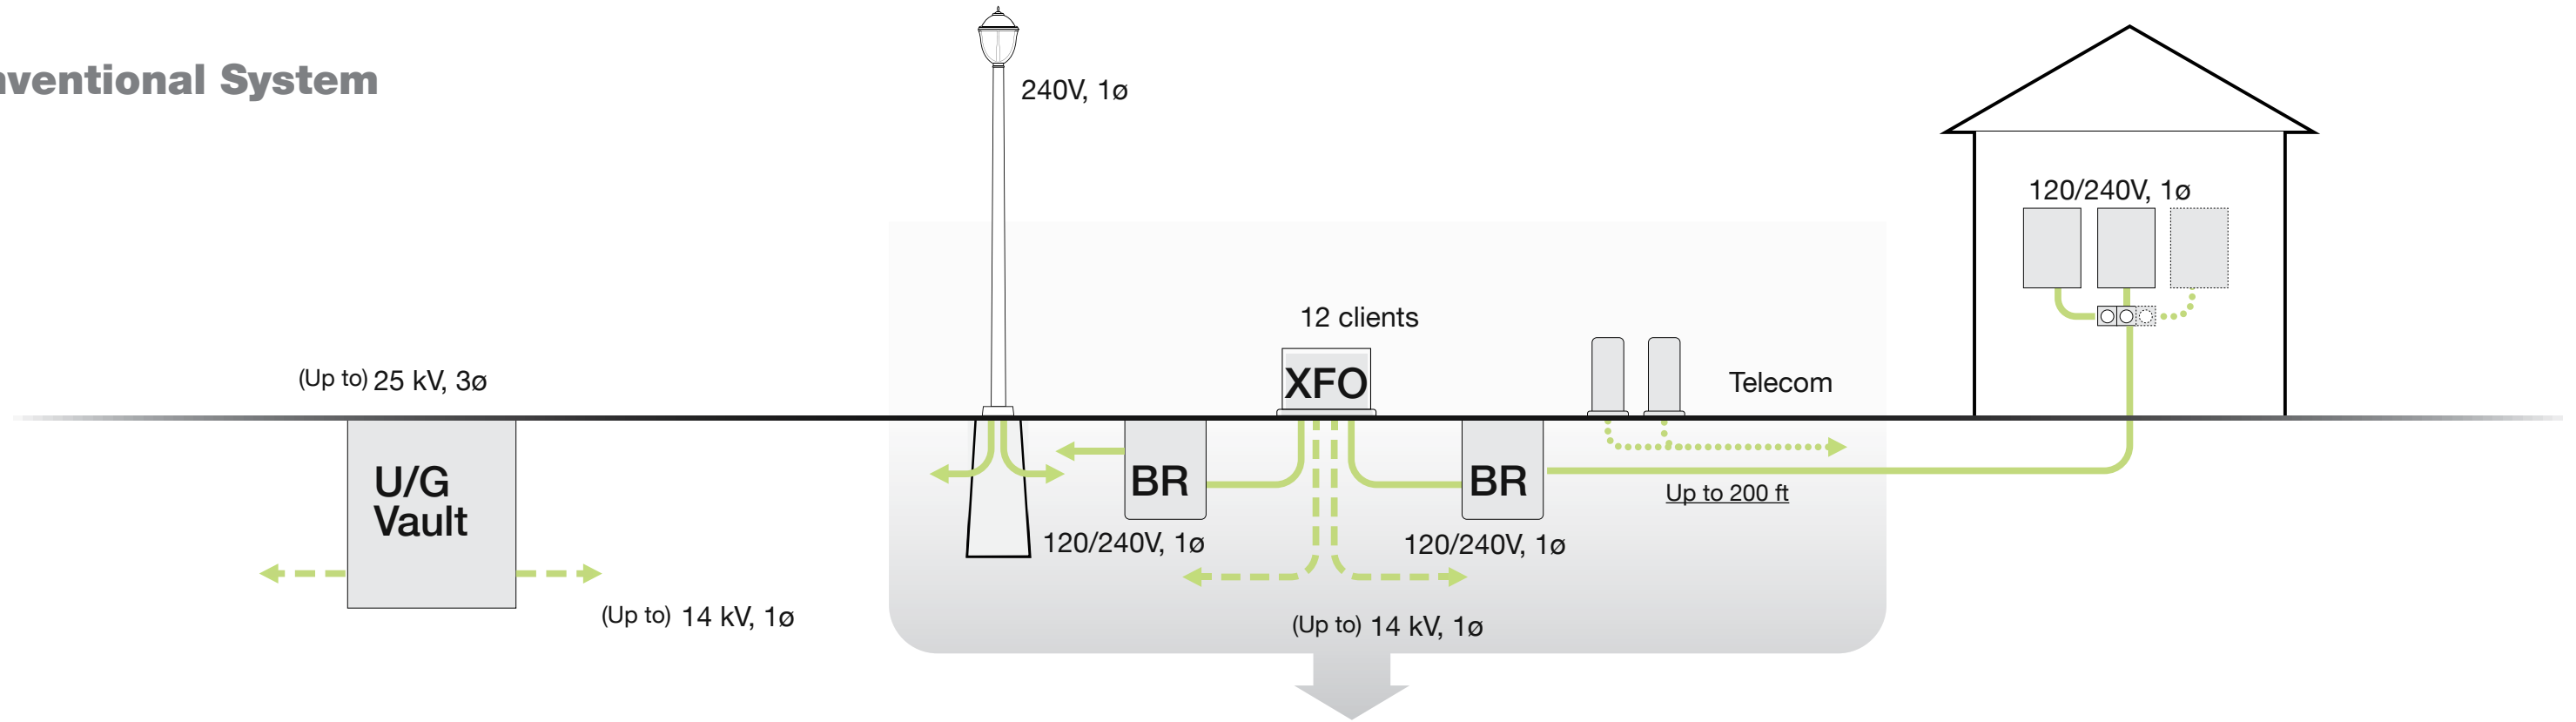 nventional System
240V, 1ø
120/240V, 1ø
12 clients
XFO
Telecom
(Up to) 25 kV, 3ø
U/G
Vault
BR
BR
Up to 200 ft
120/240V, 1ø
120/240V, 1ø
(Up to) 14 kV, 1ø
(Up to) 14 kV, 1ø